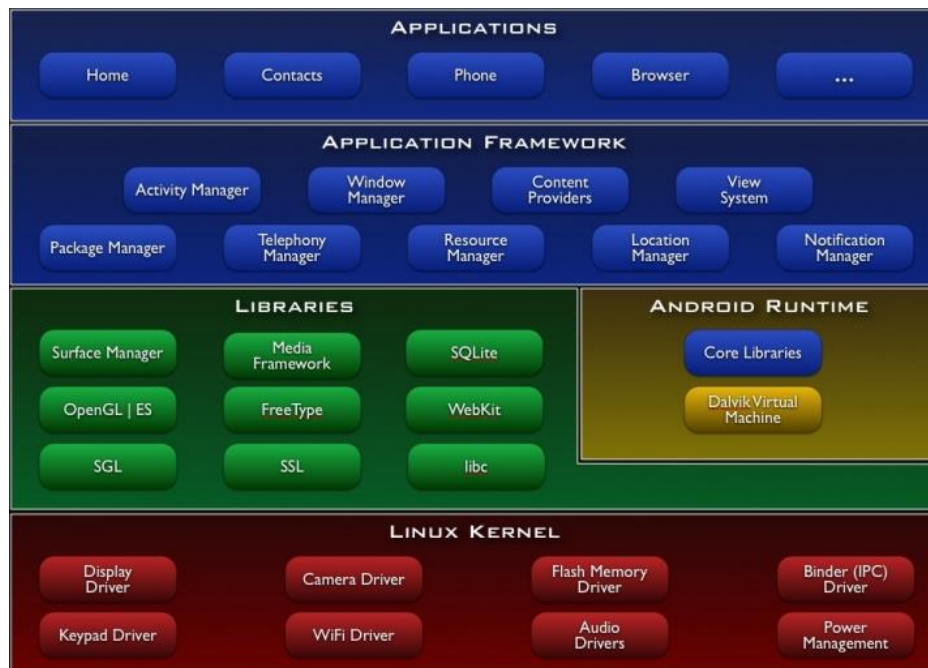 APPLICATIONS
Home
Contacts
Phone
Browser
...
APPLICATION FRAMEWORK
Activity Manager
Window
Manager
Content
Providers
View
System
Package Manager
Telephony
Manager
Resource
Manager
Location
Manager
Notification
Manager
LIBRARIES
Surface Manager
Media
Framework
SQLite
OpenGL | ES
FreeType
WebKit
SGL
SSL
libc
ANDROID RUNTIME
Core Libraries
Dalvik Virtual
Machine
LINUX KERNEL
Display
Driver
Camera Driver
Flash Memory
Driver
Binder (IPC)
Driver
Keypad Driver
WiFi Driver
Audio
Drivers
Power
Management